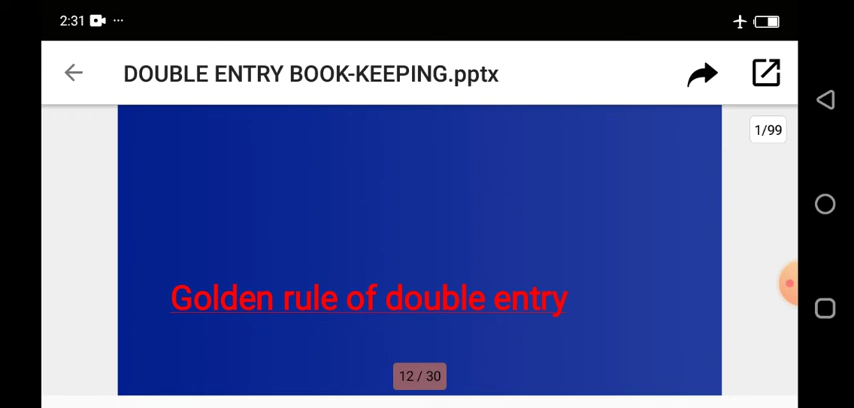 2:31 ...
DOUBLE ENTRY BOOK-KEEPING.pptx
1/99
Golden rule of double entry
12 / 30